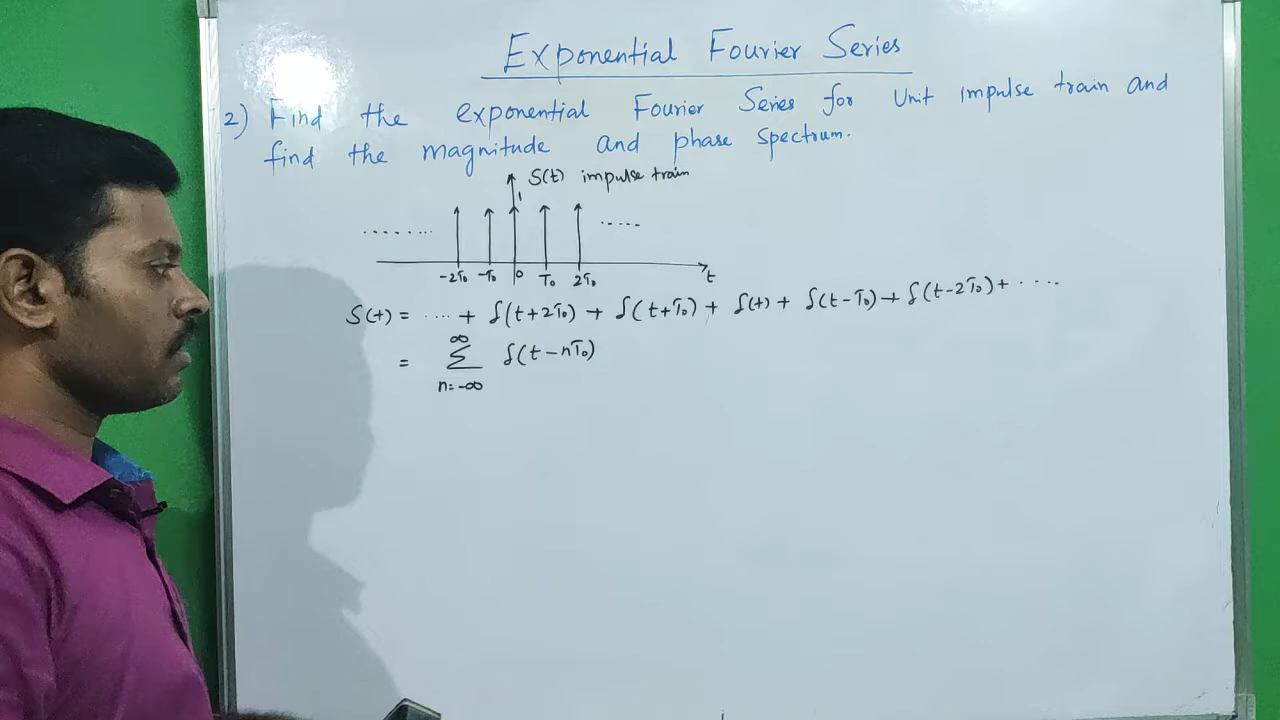 Exponential Fourier Series
2) Find the exponential Fourier Series for Unit impulse train and
find the magnitude and phase spectrum.
S(t) impulse train
1
........ .....
-2T₀ -T₀ 0 T₀ 2T₀ t
S(t) = ..... + δ(t+2T₀) + δ(t+T₀) + δ(t) + δ(t-T₀) + δ(t-2T₀) + ....
= ∞ Σ n=-∞ δ(t-nT₀)